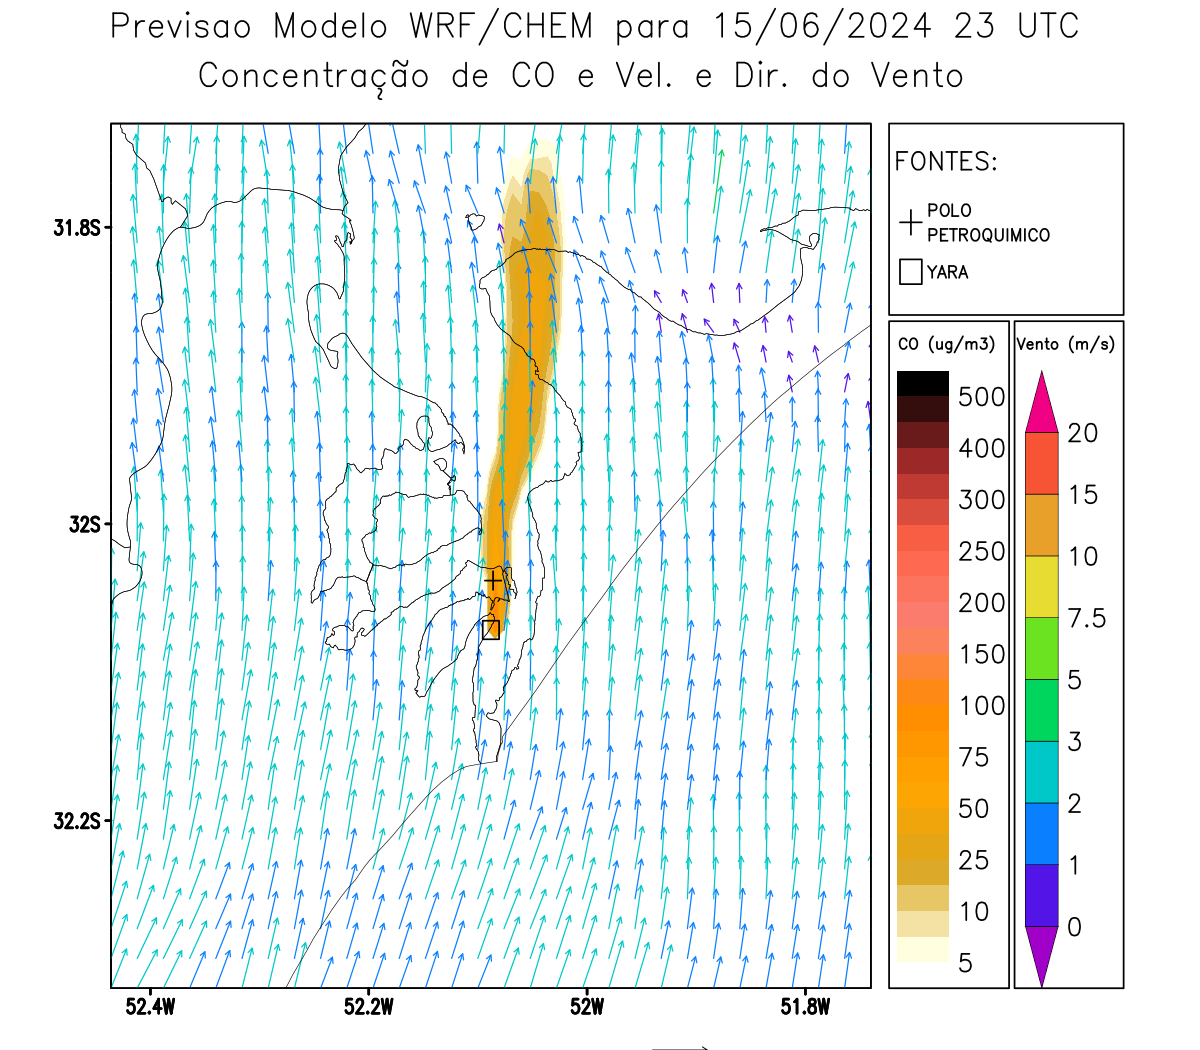 Previsao Modelo WRF/CHEM para 15/06/2024 23 UTC
Concentração de CO e Vel. e Dir. do Vento
FONTES:
POLO
PETROQUIMICO
YARA
31.8S
32S
32.2S
52.4W
52.2W
52W
51.8W
CO (ug/m3)
500
400
300
250
200
150
100
75
50
25
10
5
Vento (m/s)
20
15
10
7.5
5
3
2
1
0